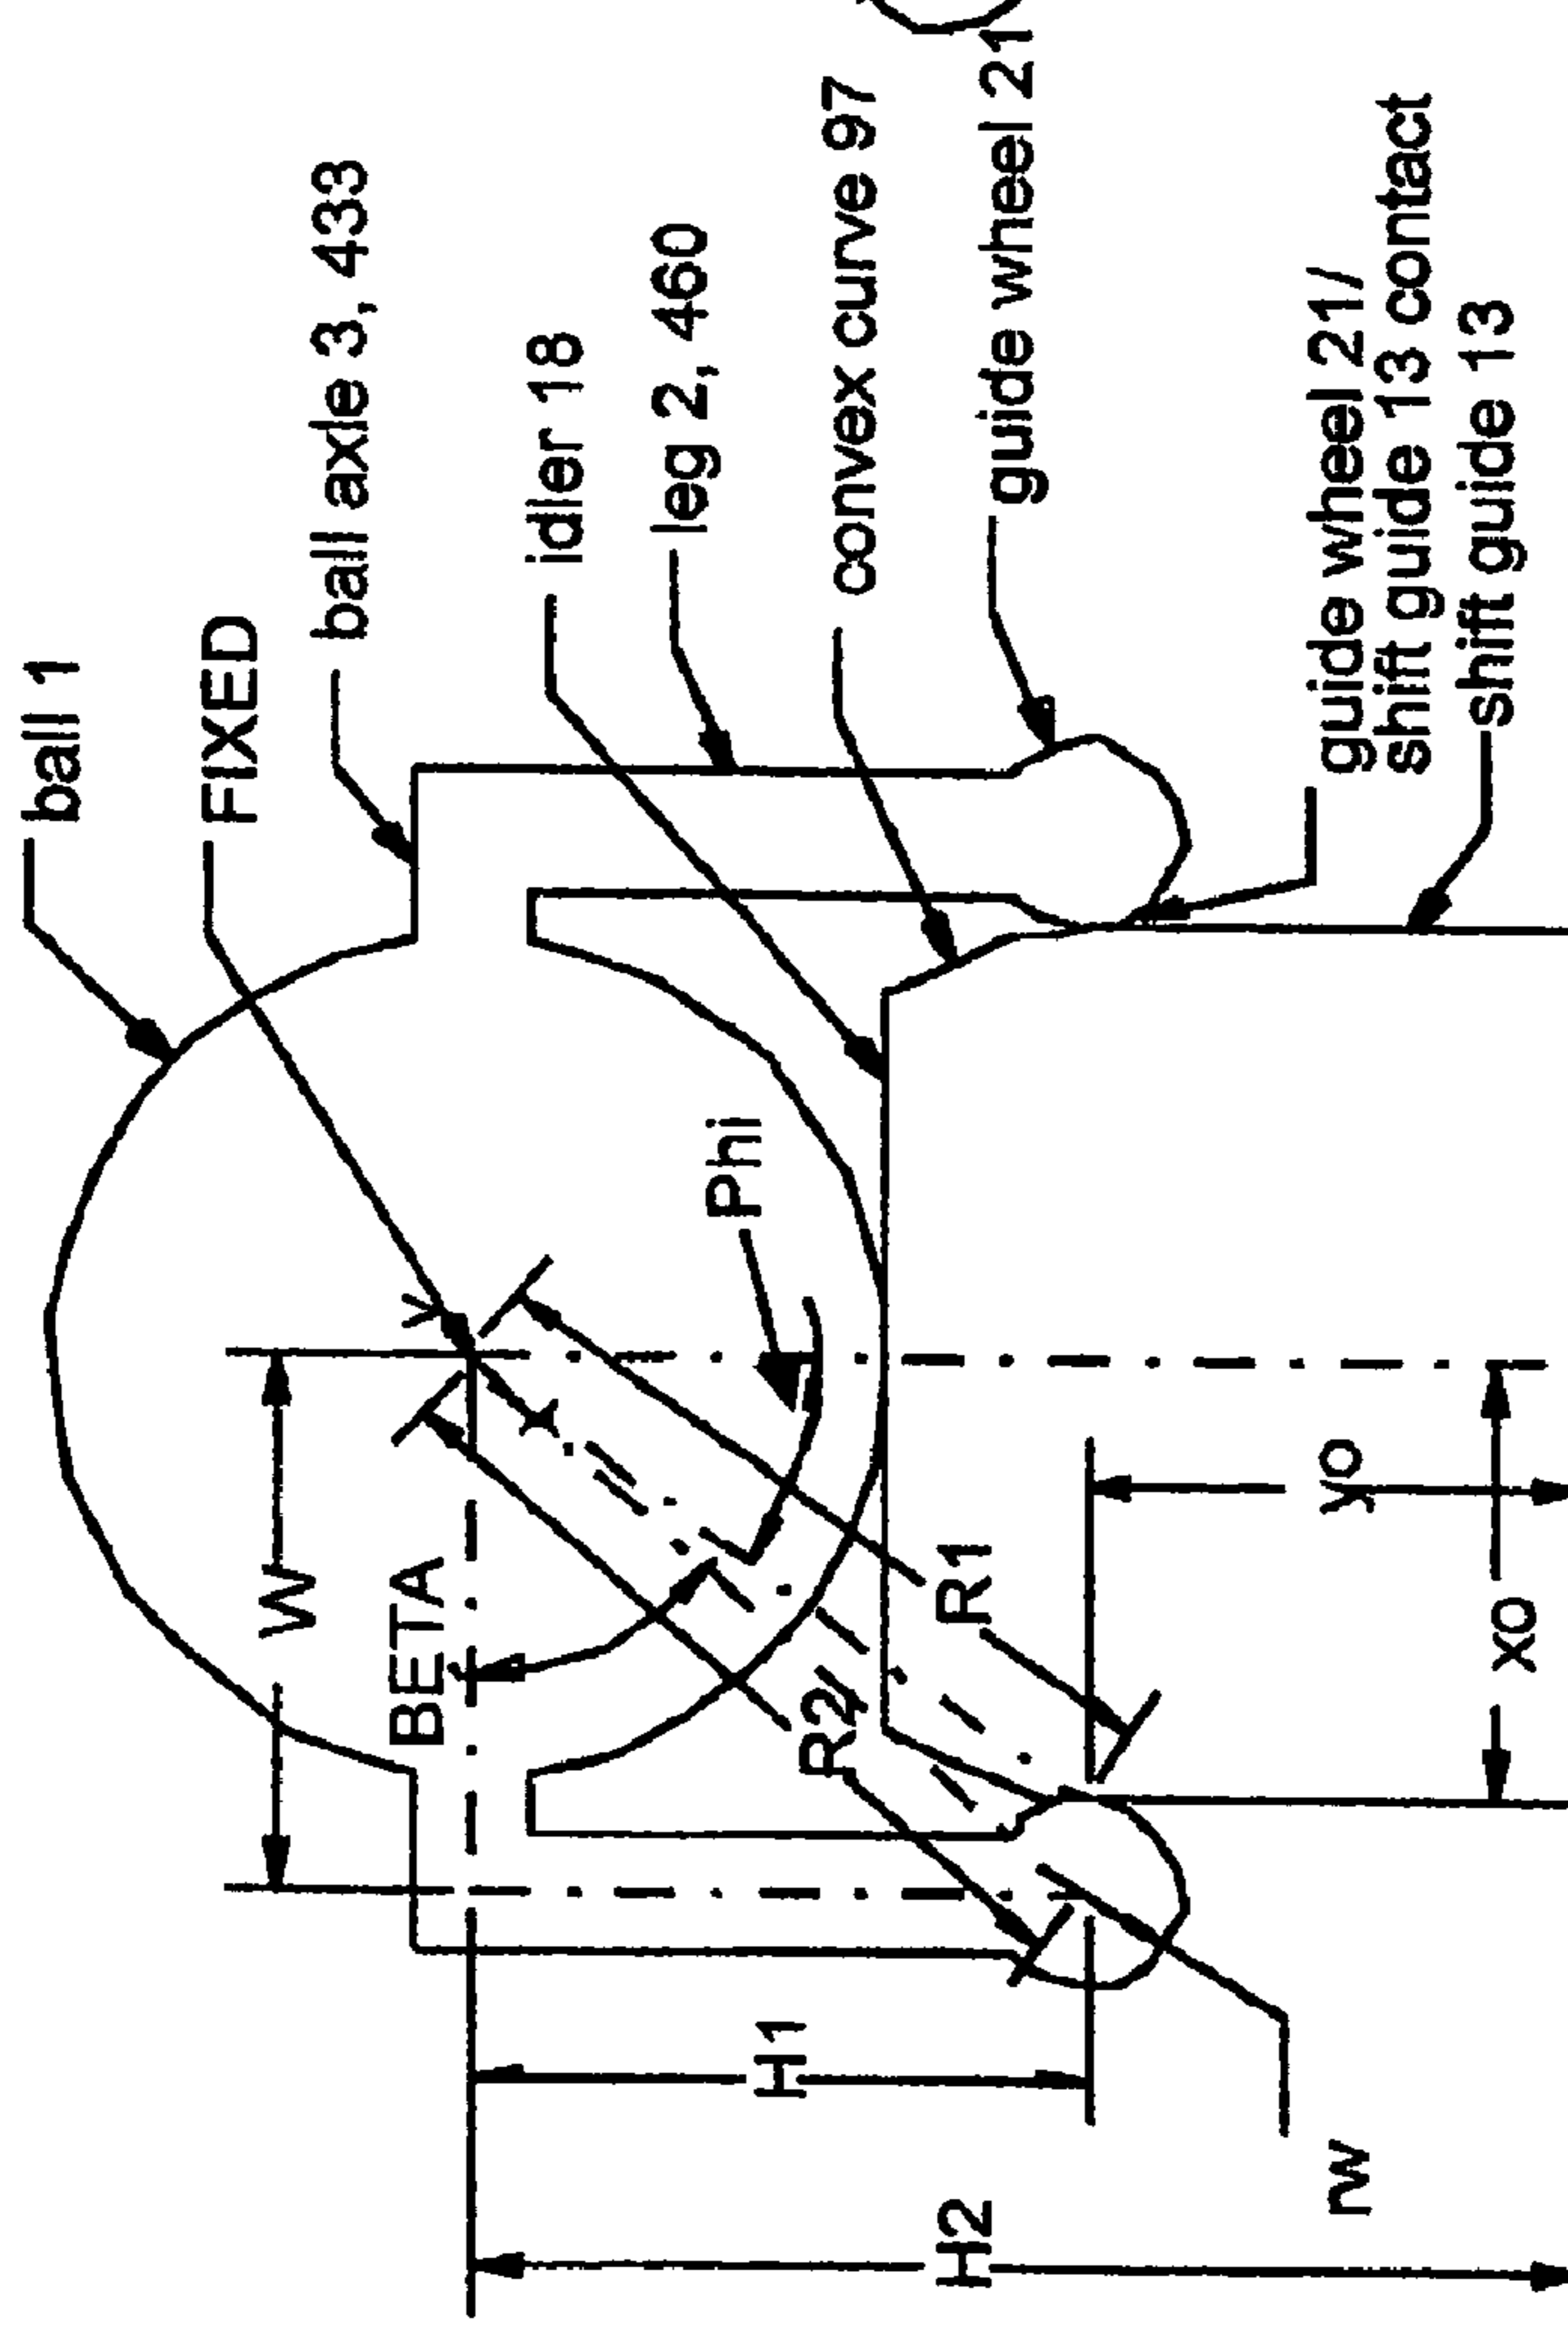 ball 1
FIXED
ball axle 3, 433
idler 18
leg 2, 460
convex curve 97
guide wheel 21
guide wheel 21/
shift guide 13 contact
shift guide 13
Phi
W
BETA
y
x
R1
R2
yo
xo
H1
H2
rw